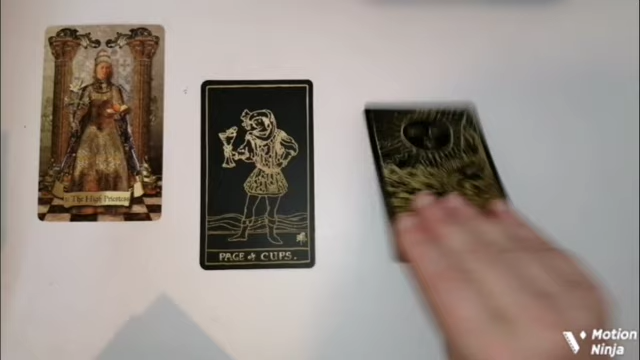 The High Priestess
PAGE of CUPS.
Motion
Ninja